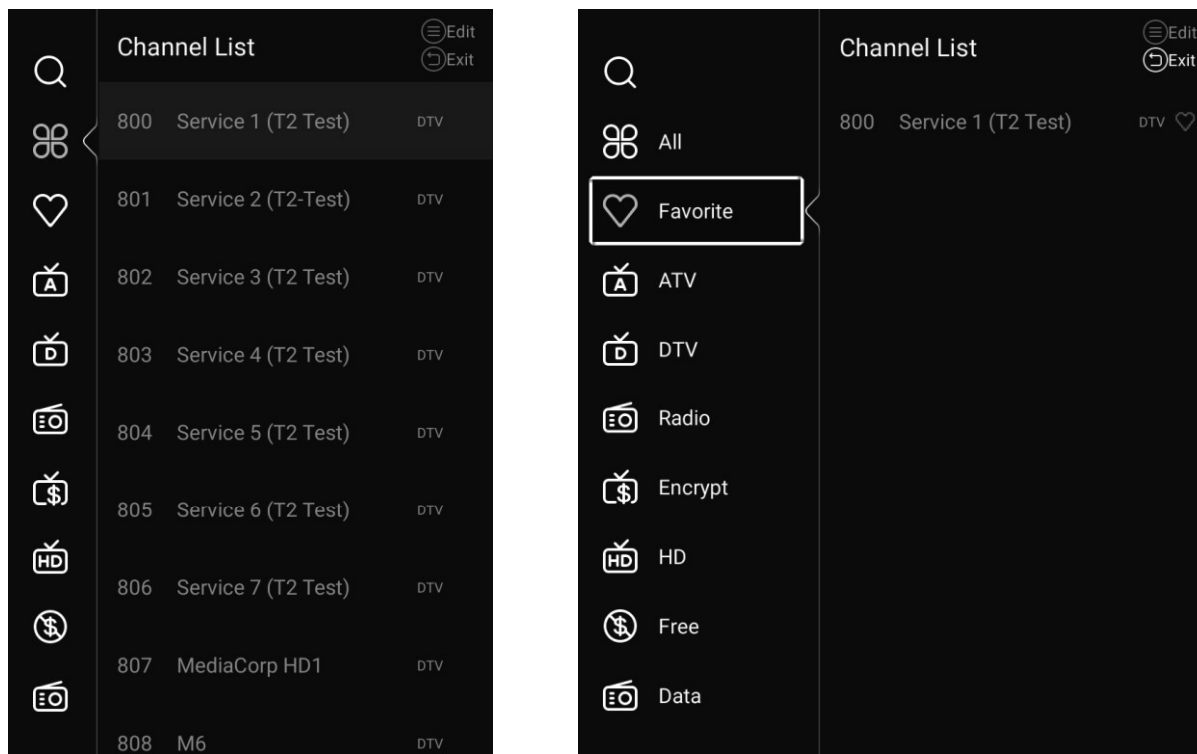 Channel List
Edit
Exit
800 Service 1 (T2 Test) DTV
801 Service 2 (T2-Test) DTV
802 Service 3 (T2 Test) DTV
803 Service 4 (T2 Test) DTV
804 Service 5 (T2 Test) DTV
805 Service 6 (T2 Test) DTV
806 Service 7 (T2 Test) DTV
807 MediaCorp HD1 DTV
808 M6 DTV
A
D
$
HD
$
Channel List
Edit
Exit
All
Favorite
A ATV
D DTV
Radio
$ Encrypt
HD HD
$ Free
Data
800 Service 1 (T2 Test) DTV